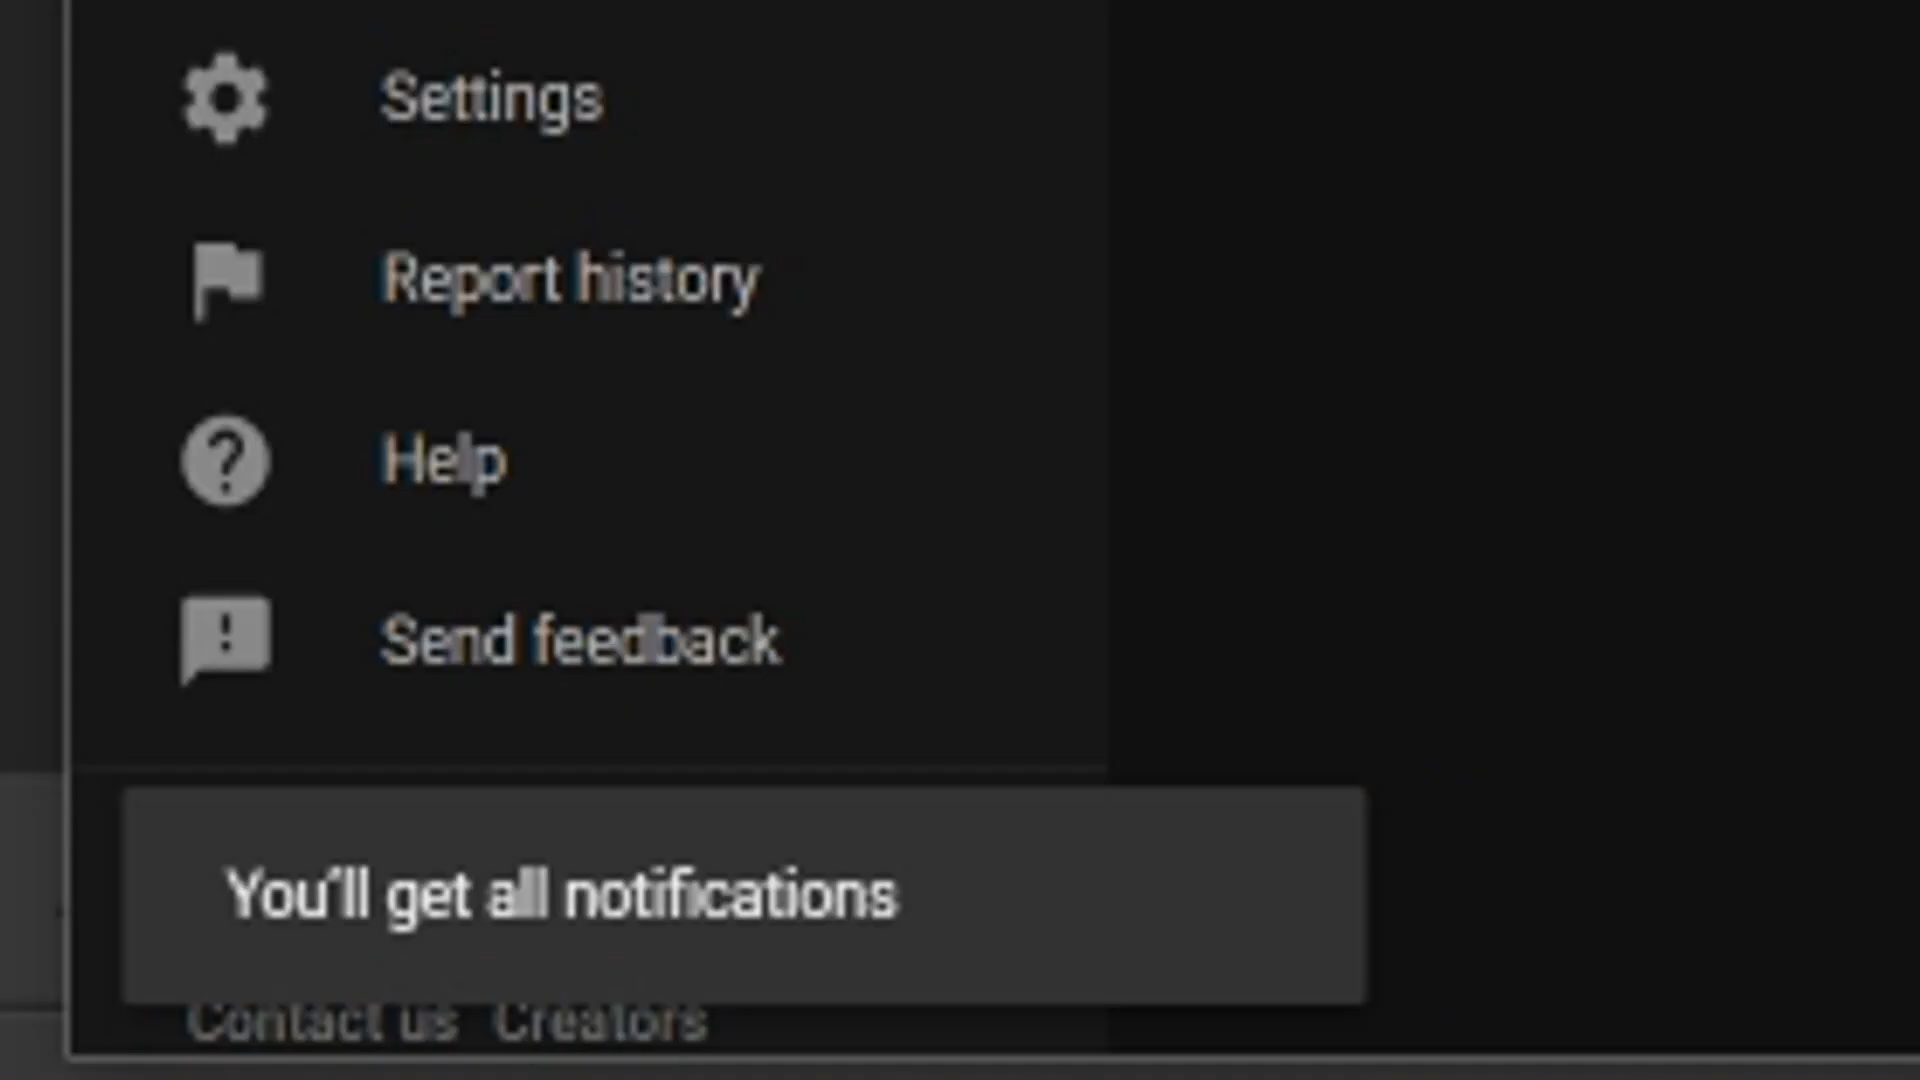 Settings
Report history
Help
Send feedback
You'll get all notifications
Contact us Creators